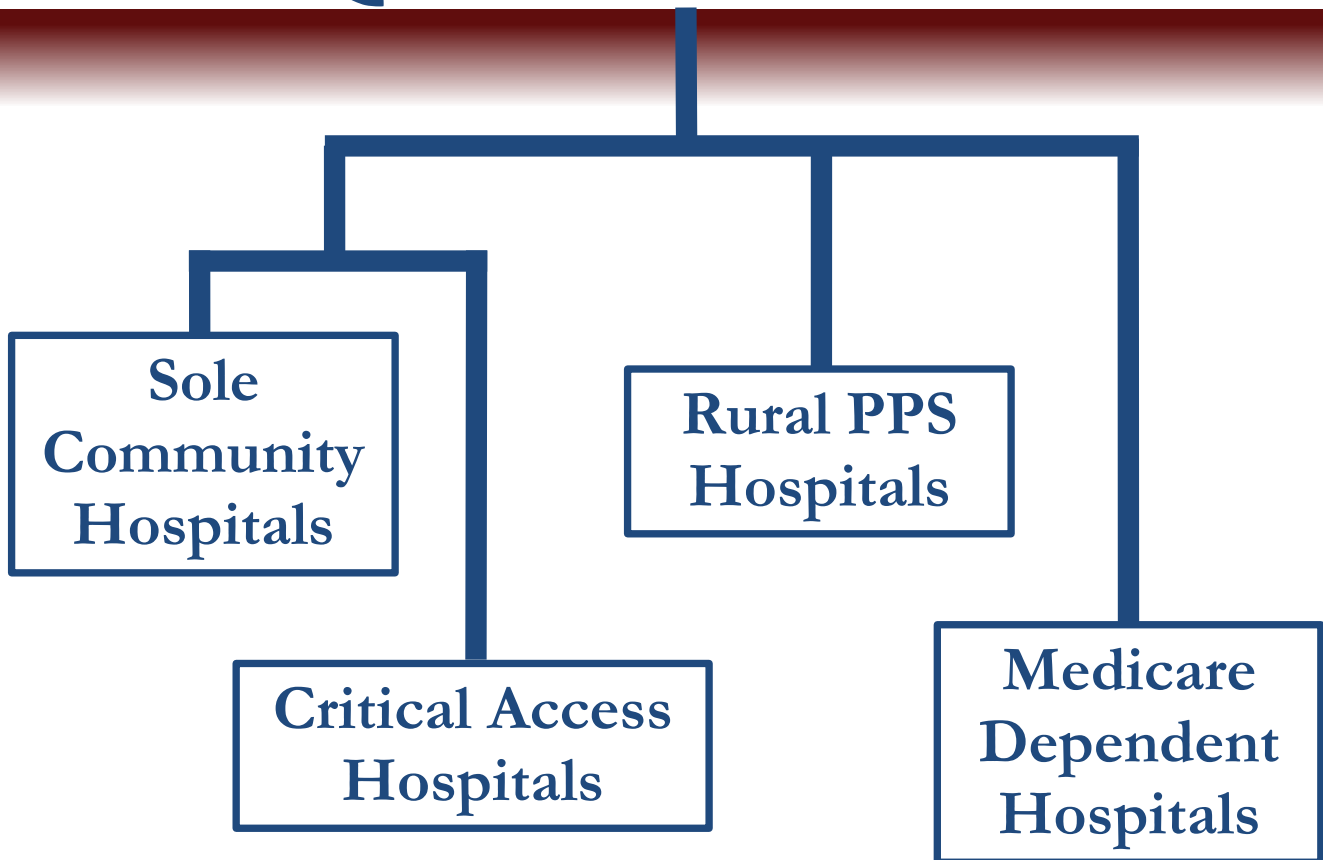 Sole
Community
Hospitals
Rural PPS
Hospitals
Critical Access
Hospitals
Medicare
Dependent
Hospitals